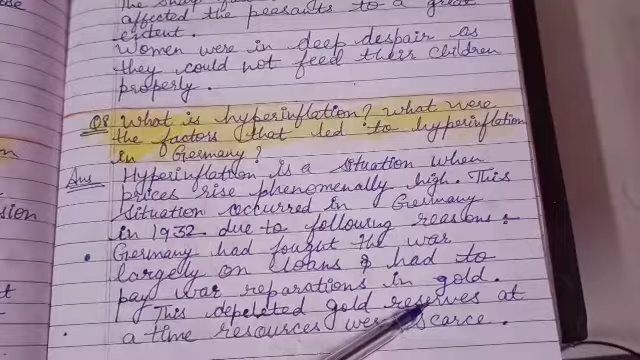 affected the peasants to a great
extent.
Women were in deep despair as
they could not feed their children
properly.
Q8 What is hyperinflation? What were
the factors that led to hyperinflation
in Germany?
Ans Hyperinflation is a situation when
prices rise phenomenally high. This
situation occurred in Germany
in 1932 due to following reasons:-
• Germany had fought the war
largely on loans & had to
pay war reparations in gold.
This depeleted gold reserves at
a time resources were scarce.